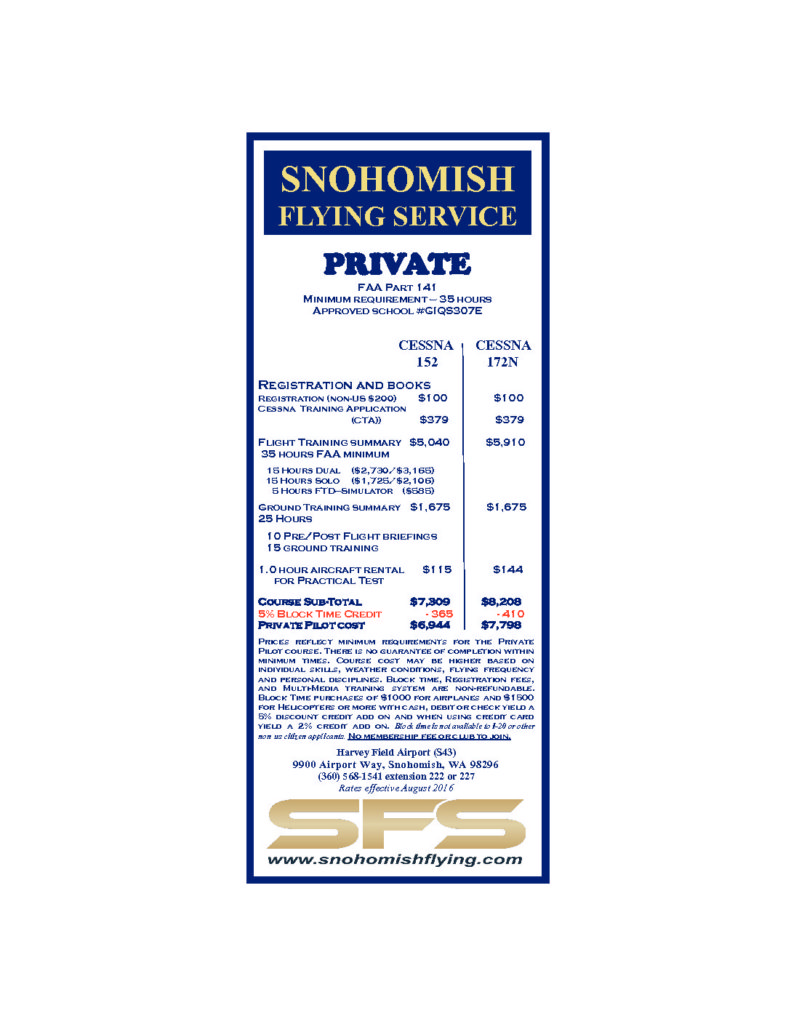 SNOHOMISH
FLYING SERVICE
PRIVATE
FAA PART 141
MINIMUM REQUIREMENT – 35 HOURS
APPROVED SCHOOL #GIQS307E
CESSNA CESSNA
152 172N
REGISTRATION AND BOOKS
REGISTRATION (NON-US $200) $100 $100
CESSNA TRAINING APPLICATION
(CTA)) $379 $379
FLIGHT TRAINING SUMMARY $5,040 $5,910
35 HOURS FAA MINIMUM
15 HOURS DUAL ($2,730/$3,165)
15 HOURS SOLO ($1,725/$2,106)
5 HOURS FTD–SIMULATOR ($585)
GROUND TRAINING SUMMARY $1,675 $1,675
25 HOURS
10 PRE/POST FLIGHT BRIEFINGS
15 GROUND TRAINING
1.0 HOUR AIRCRAFT RENTAL $115 $144
FOR PRACTICAL TEST
COURSE SUB-TOTAL $7,309 $8,208
5% BLOCK TIME CREDIT - 365 - 410
PRIVATE PILOT COST $6,944 $7,798
PRICES REFLECT MINIMUM REQUIREMENTS FOR THE PRIVATE
PILOT COURSE. THERE IS NO GUARANTEE OF COMPLETION WITHIN
MINIMUM TIMES. COURSE COST MAY BE HIGHER BASED ON
INDIVIDUAL SKILLS, WEATHER CONDITIONS, FLYING FREQUENCY
AND PERSONAL DISCIPLINES. BLOCK TIME, REGISTRATION FEES,
AND MULTI-MEDIA TRAINING SYSTEM ARE NON-REFUNDABLE.
BLOCK TIME PURCHASES OF $1000 FOR AIRPLANES AND $1500
FOR HELICOPTERS OR MORE WITH CASH, DEBIT OR CHECK YIELD A
5% DISCOUNT CREDIT ADD ON AND WHEN USING CREDIT CARD
YIELD A 2% CREDIT ADD ON. Block time is not available to I-20 or other
non us citizen applicants. NO MEMBERSHIP FEE OR CLUB TO JOIN.
Harvey Field Airport (S43)
9900 Airport Way, Snohomish, WA 98296
(360) 568-1541 extension 222 or 227
Rates effective August 2016
SFS
www.snohomishflying.com